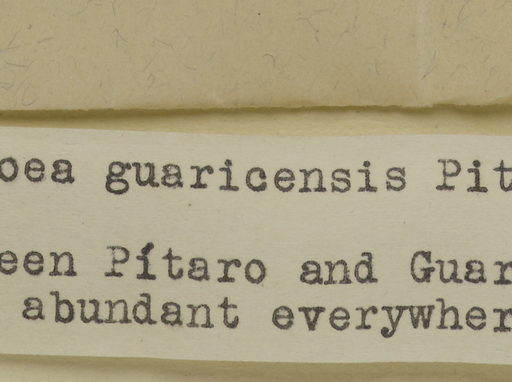 oea guaricensis Pit
een Pítaro and Guar
abundant everywher